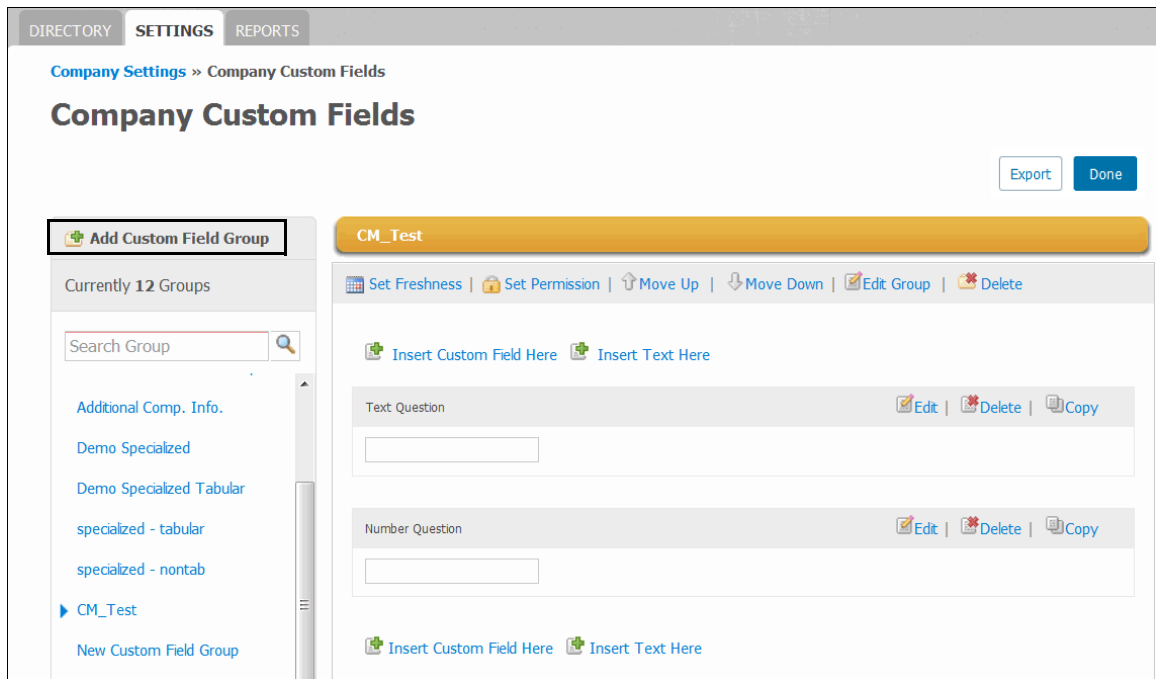 DIRECTORY SETTINGS REPORTS
Company Settings » Company Custom Fields
Company Custom Fields
Export Done
Add Custom Field Group
Currently 12 Groups
Search Group
Additional Comp. Info.
Demo Specialized
Demo Specialized Tabular
specialized - tabular
specialized - nontab
CM_Test
New Custom Field Group
CM_Test
Set Freshness | Set Permission | Move Up | Move Down | Edit Group | Delete
Insert Custom Field Here Insert Text Here
Text Question Edit | Delete | Copy
Number Question Edit | Delete | Copy
Insert Custom Field Here Insert Text Here